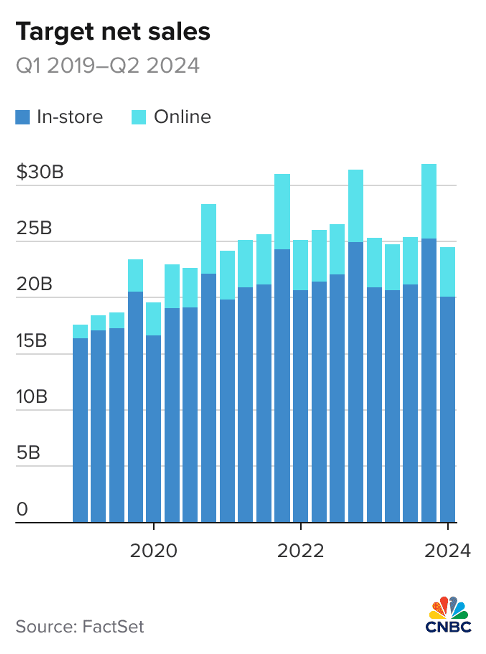 Target net sales
Q1 2019–Q2 2024
In-store Online
$30B
25B
20B
15B
10B
5B
0
2020 2022 2024
Source: FactSet
CNBC